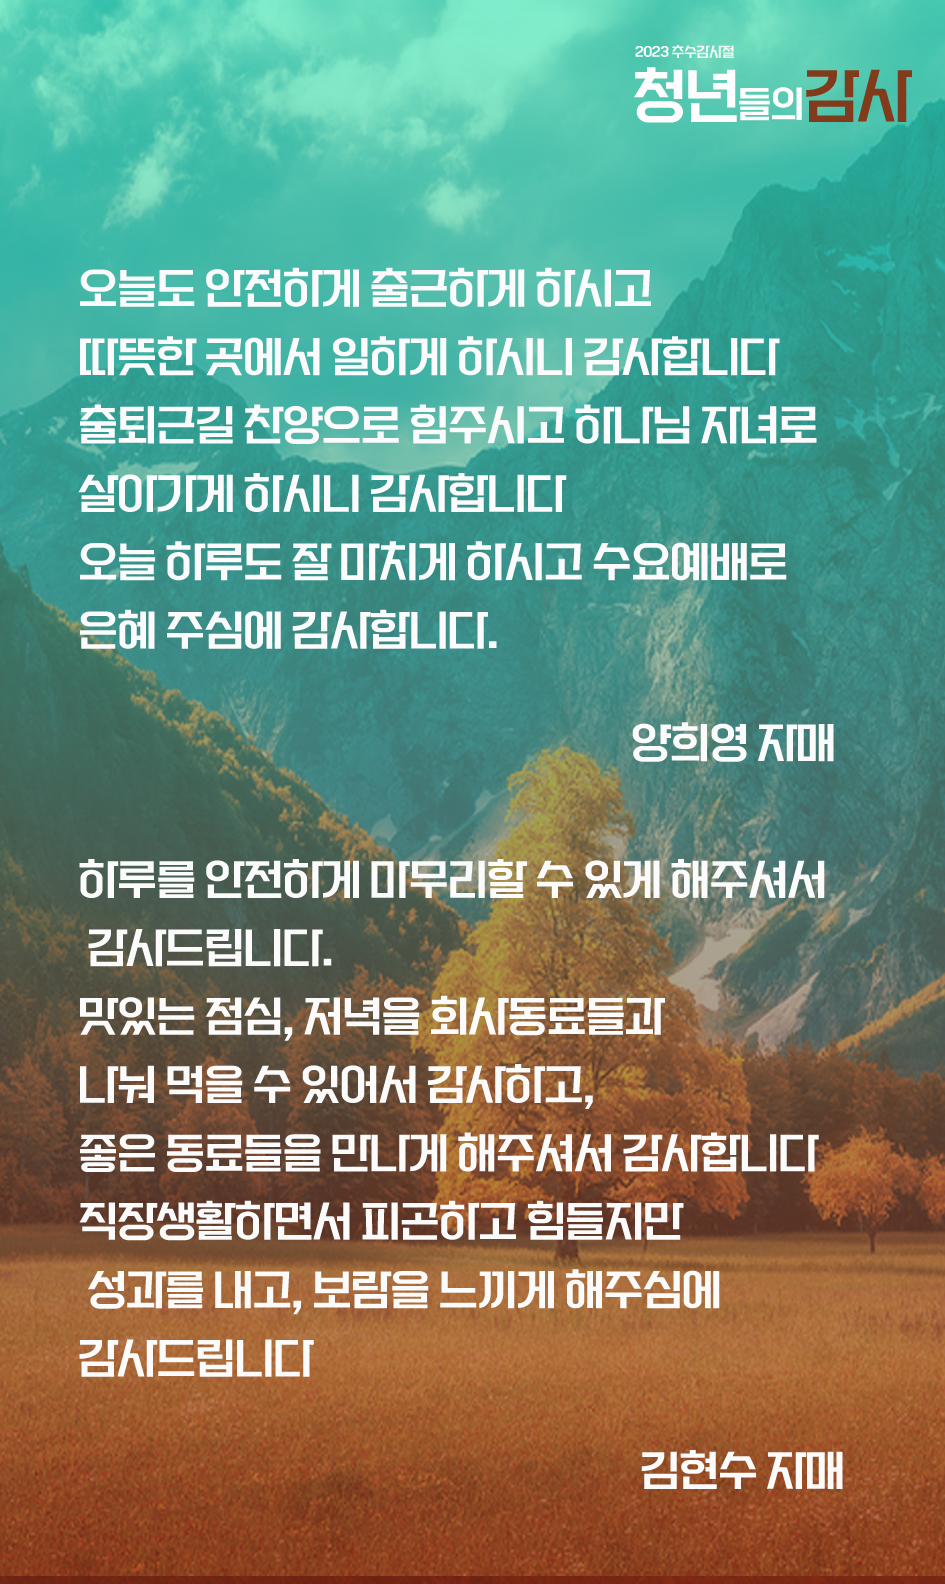 2023 추수감사절
청년들의감사
오늘도 안전하게 출근하게 하시고
따뜻한 곳에서 일하게 하시니 감사합니다
출퇴근길 찬양으로 힘주시고 하나님 자녀로
살아가게 하시니 감사합니다
오늘 하루도 잘 마치게 하시고 수요예배로
은혜 주심에 감사합니다.
양희영 자매
하루를 안전하게 마무리할 수 있게 해주셔서
감사드립니다.
맛있는 점심, 저녁을 회사동료들과
나눠 먹을 수 있어서 감사하고,
좋은 동료들을 만나게 해주셔서 감사합니다
직장생활하면서 피곤하고 힘들지만
성과를 내고, 보람을 느끼게 해주심에
감사드립니다
김현수 자매